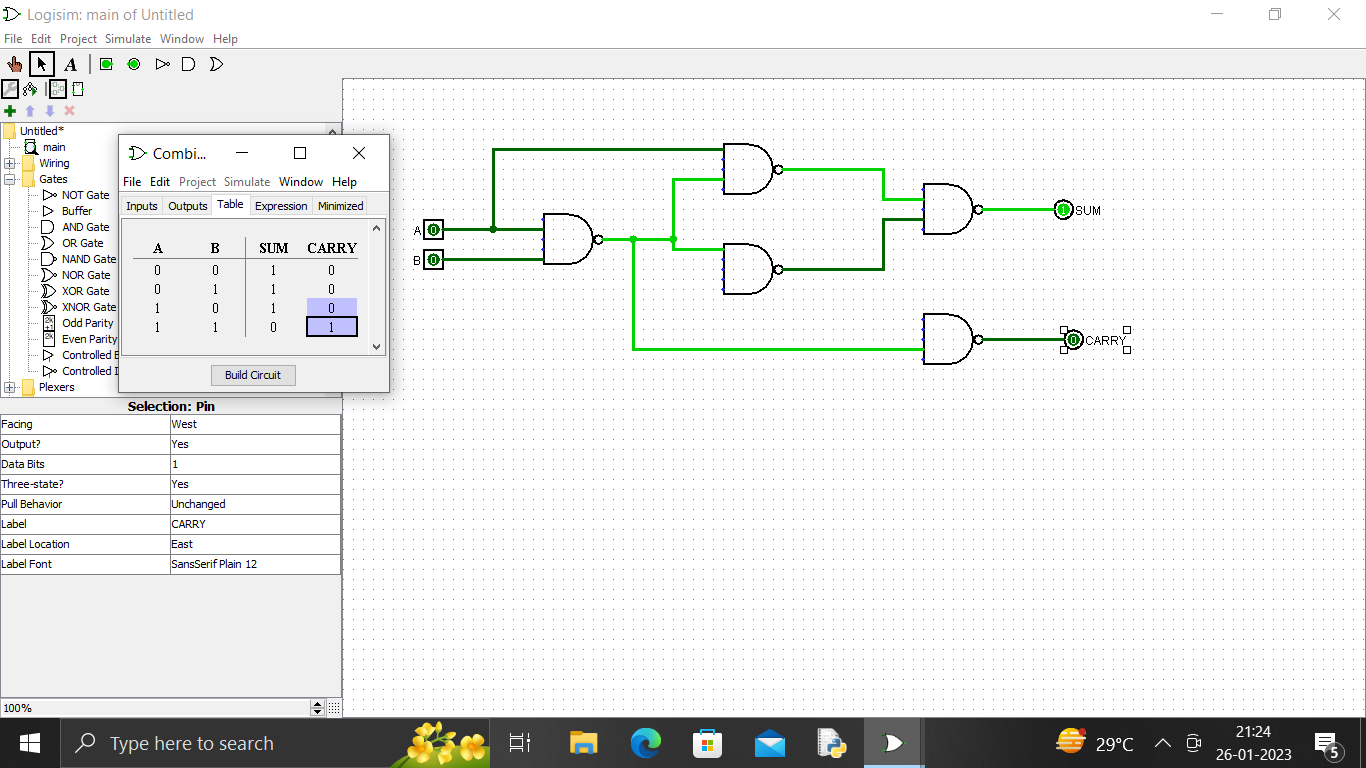 Logisim: main of Untitled
File Edit Project Simulate Window Help
A
Untitled*
main
Wiring
Gates
NOT Gate
Buffer
AND Gate
OR Gate
NAND Gate
NOR Gate
XOR Gate
XNOR Gate
Odd Parity
2k
+1
Even Parity
2k
Controlled B
Controlled I
Plexers
Combi...
File Edit Project Simulate Window Help
Inputs Outputs Table Expression Minimized
A B SUM CARRY
0 0 1 0
0 1 1 0
1 0 1 0
1 1 0 1
Build Circuit
Selection: Pin
Facing West
Output? Yes
Data Bits 1
Three-state? Yes
Pull Behavior Unchanged
Label CARRY
Label Location East
Label Font SansSerif Plain 12
100%
A 0
B 0
1 SUM
0 CARRY
Type here to search
29°C
21:24
26-01-2023
5